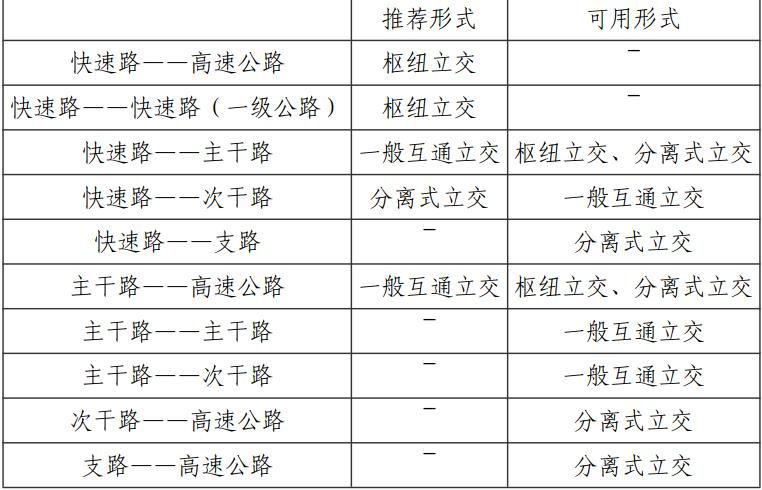 推荐形式 可用形式
快速路——高速公路 枢纽立交 –
快速路——快速路（一级公路） 枢纽立交 –
快速路——主干路 一般互通立交 枢纽立交、分离式立交
快速路——次干路 分离式立交 一般互通立交
快速路——支路 – 分离式立交
主干路——高速公路 一般互通立交 枢纽立交、分离式立交
主干路——主干路 – 一般互通立交
主干路——次干路 – 一般互通立交
次干路——高速公路 – 分离式立交
支路——高速公路 – 分离式立交